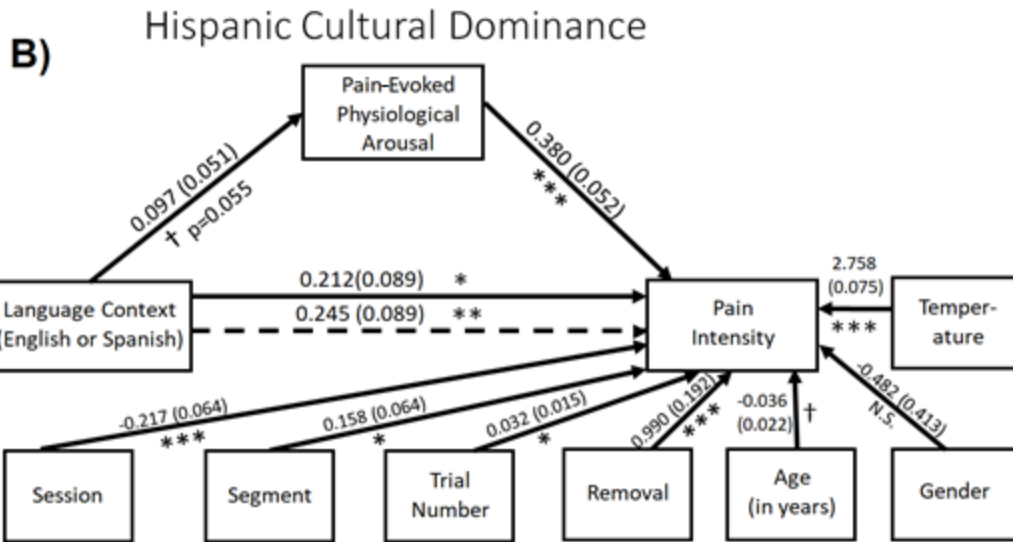 Hispanic Cultural Dominance
B)
Pain-Evoked
Physiological
Arousal
0.097 (0.051)
† p=0.055
0.380 (0.052)
***
0.212(0.089) *
0.245 (0.089) **
Language Context
(English or Spanish)
Pain
Intensity
2.758
(0.075)
***
Temper-
ature
-0.217 (0.064)
***
0.158 (0.064)
*
0.032 (0.015)
*
0.990 (0.192)
***
-0.036
(0.022)
†
-0.482 (0.413)
N.S.
Session
Segment
Trial
Number
Removal
Age
(in years)
Gender